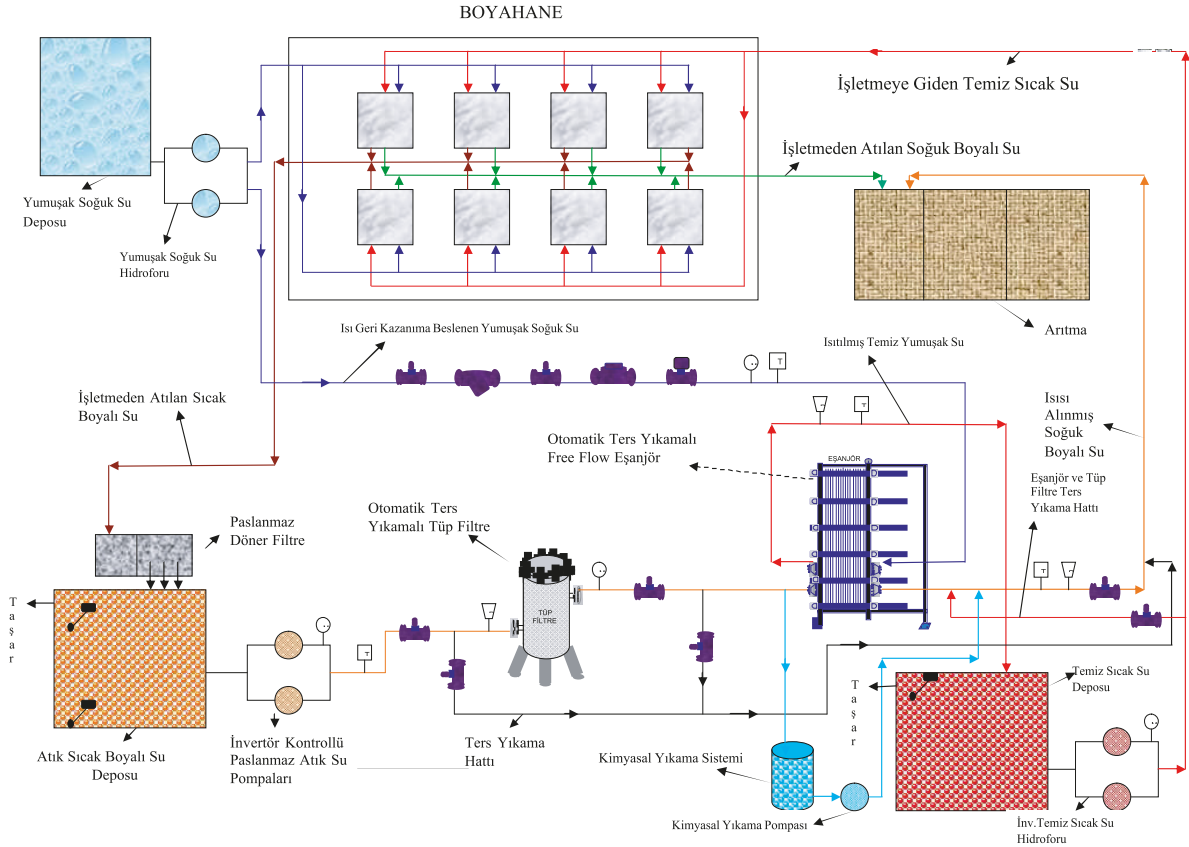 BOYAHANE
İşletmeye Giden Temiz Sıcak Su
İşletmeden Atılan Soğuk Boyalı Su
Yumuşak Soğuk Su
Deposu
Yumuşak Soğuk Su
Hidroforu
Arıtma
Isı Geri Kazanıma Beslenen Yumuşak Soğuk Su
Isıtılmış Temiz Yumuşak Su
T
İşletmeden Atılan Sıcak
Boyalı Su
Isısı
Alınmış
Soğuk
Boyalı Su
Otomatik Ters Yıkamalı
Free Flow Eşanjör
EŞANJÖR
Eşanjör ve Tüp
Filtre Ters
Yıkama Hattı
Otomatik Ters
Yıkamalı Tüp Filtre
Paslanmaz
Döner Filtre
TÜP
FİLTRE
T
a
ş
a
r
Temiz Sıcak Su
Deposu
T
a
ş
a
r
Atık Sıcak Boyalı Su
Deposu
İnvertör Kontrollü
Paslanmaz Atık Su
Pompaları
Ters Yıkama
Hattı
Kimyasal Yıkama Sistemi
Kimyasal Yıkama Pompası
İnv.Temiz Sıcak Su
Hidroforu